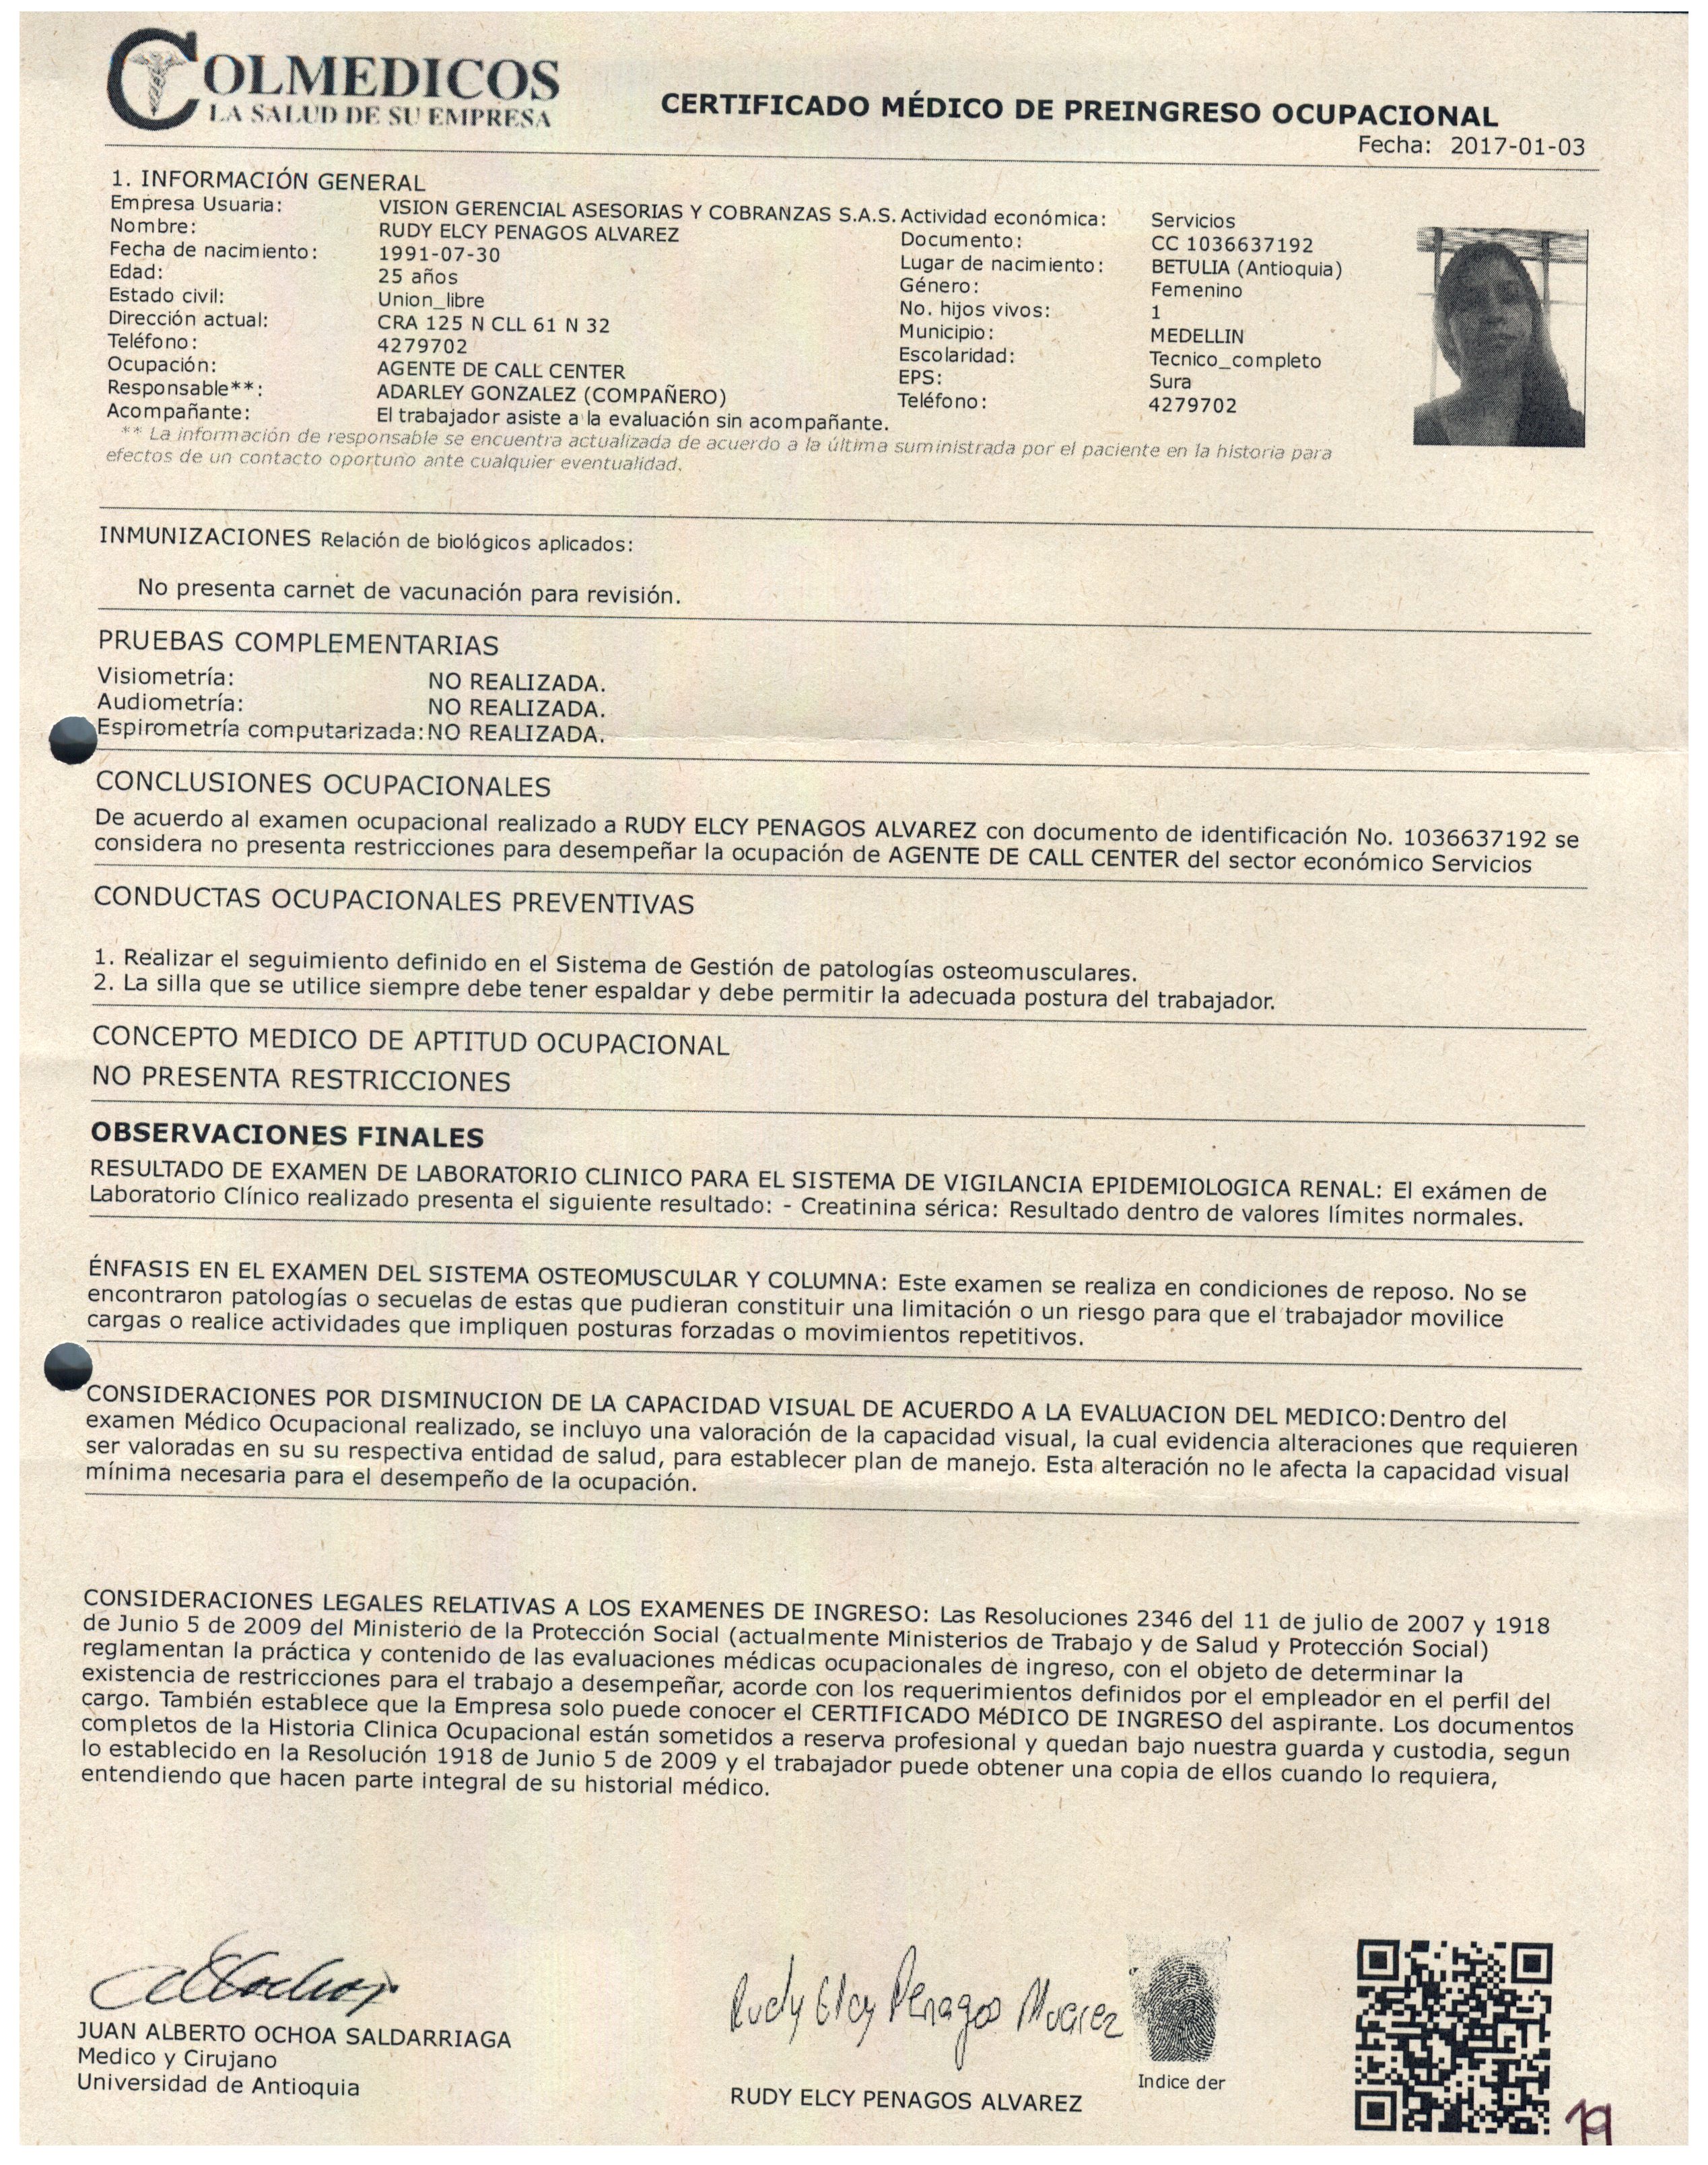 COLMEDICOS
LA SALUD DE SU EMPRESA
CERTIFICADO MÉDICO DE PREINGRESO OCUPACIONAL
Fecha: 2017-01-03
1. INFORMACIÓN GENERAL
Empresa Usuaria: VISION GERENCIAL ASESORIAS Y COBRANZAS S.A.S. Actividad económica: Servicios
Nombre: RUDY ELCY PENAGOS ALVAREZ Documento: CC 1036637192
Fecha de nacimiento: 1991-07-30 Lugar de nacimiento: BETULIA (Antioquia)
Edad: 25 años Género: Femenino
Estado civil: Union_libre No. hijos vivos: 1
Dirección actual: CRA 125 N CLL 61 N 32 Municipio: MEDELLIN
Teléfono: 4279702 Escolaridad: Tecnico_completo
Ocupación: AGENTE DE CALL CENTER EPS: Sura
Responsable**: ADARLEY GONZALEZ (COMPAÑERO) Teléfono: 4279702
Acompañante: El trabajador asiste a la evaluación sin acompañante.
** La información de responsable se encuentra actualizada de acuerdo a la última suministrada por el paciente en la historia para
efectos de un contacto oportuno ante cualquier eventualidad.
INMUNIZACIONES Relación de biológicos aplicados:
No presenta carnet de vacunación para revisión.
PRUEBAS COMPLEMENTARIAS
Visiometría: NO REALIZADA.
Audiometría: NO REALIZADA.
Espirometría computarizada: NO REALIZADA.
CONCLUSIONES OCUPACIONALES
De acuerdo al examen ocupacional realizado a RUDY ELCY PENAGOS ALVAREZ con documento de identificación No. 1036637192 se
considera no presenta restricciones para desempeñar la ocupación de AGENTE DE CALL CENTER del sector económico Servicios
CONDUCTAS OCUPACIONALES PREVENTIVAS
1. Realizar el seguimiento definido en el Sistema de Gestión de patologías osteomusculares.
2. La silla que se utilice siempre debe tener espaldar y debe permitir la adecuada postura del trabajador.
CONCEPTO MEDICO DE APTITUD OCUPACIONAL
NO PRESENTA RESTRICCIONES
OBSERVACIONES FINALES
RESULTADO DE EXAMEN DE LABORATORIO CLINICO PARA EL SISTEMA DE VIGILANCIA EPIDEMIOLOGICA RENAL: El exámen de
Laboratorio Clínico realizado presenta el siguiente resultado: - Creatinina sérica: Resultado dentro de valores límites normales.
ÉNFASIS EN EL EXAMEN DEL SISTEMA OSTEOMUSCULAR Y COLUMNA: Este examen se realiza en condiciones de reposo. No se
encontraron patologías o secuelas de estas que pudieran constituir una limitación o un riesgo para que el trabajador movilice
cargas o realice actividades que impliquen posturas forzadas o movimientos repetitivos.
CONSIDERACIONES POR DISMINUCION DE LA CAPACIDAD VISUAL DE ACUERDO A LA EVALUACION DEL MEDICO:Dentro del
examen Médico Ocupacional realizado, se incluyo una valoración de la capacidad visual, la cual evidencia alteraciones que requieren
ser valoradas en su su respectiva entidad de salud, para establecer plan de manejo. Esta alteración no le afecta la capacidad visual
mínima necesaria para el desempeño de la ocupación.
CONSIDERACIONES LEGALES RELATIVAS A LOS EXAMENES DE INGRESO: Las Resoluciones 2346 del 11 de julio de 2007 y 1918
de Junio 5 de 2009 del Ministerio de la Protección Social (actualmente Ministerios de Trabajo y de Salud y Protección Social)
reglamentan la práctica y contenido de las evaluaciones médicas ocupacionales de ingreso, con el objeto de determinar la
existencia de restricciones para el trabajo a desempeñar, acorde con los requerimientos definidos por el empleador en el perfil del
cargo. También establece que la Empresa solo puede conocer el CERTIFICADO MéDICO DE INGRESO del aspirante. Los documentos
completos de la Historia Clinica Ocupacional están sometidos a reserva profesional y quedan bajo nuestra guarda y custodia, segun
lo establecido en la Resolución 1918 de Junio 5 de 2009 y el trabajador puede obtener una copia de ellos cuando lo requiera,
entendiendo que hacen parte integral de su historial médico.
Rudy Elcy Penagos Alvarez
JUAN ALBERTO OCHOA SALDARRIAGA
Medico y Cirujano
Universidad de Antioquia
RUDY ELCY PENAGOS ALVAREZ
Indice der